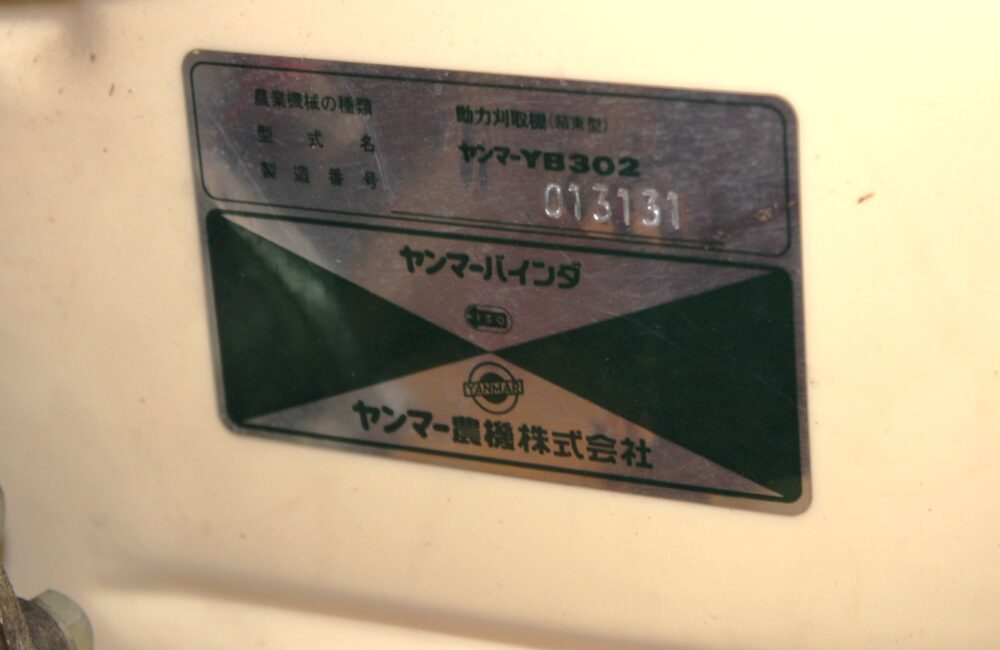 農業機械の種類 動力刈取機(結束型)
型式名 ヤンマーYB302
製造番号 013131
ヤンマーバインダ
ISO
YANMAR
ヤンマー農機株式会社